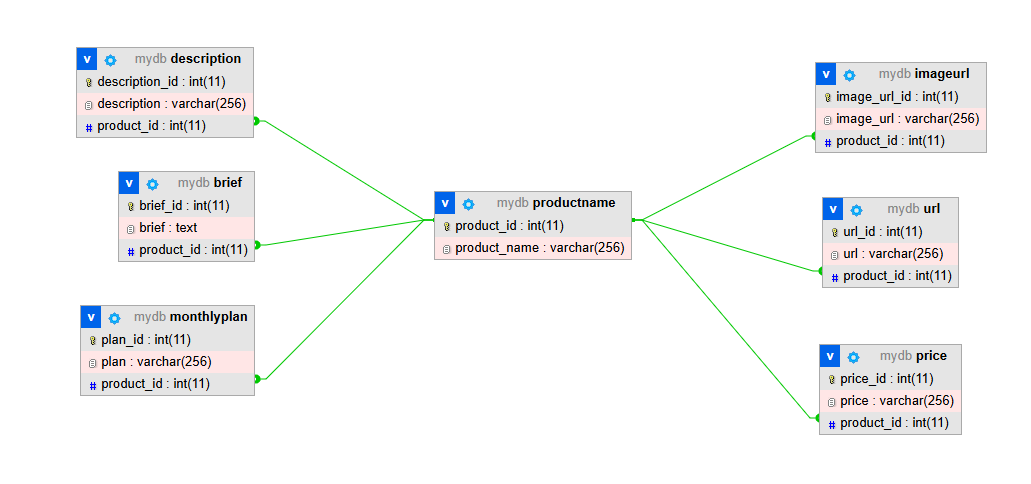 v mydb description
description_id : int(11)
description : varchar(256)
# product_id : int(11)
v mydb brief
brief_id : int(11)
brief : text
# product_id : int(11)
v mydb monthlyplan
plan_id : int(11)
plan : varchar(256)
# product_id : int(11)
v mydb productname
product_id : int(11)
product_name : varchar(256)
v mydb imageurl
image_url_id : int(11)
image_url : varchar(256)
# product_id : int(11)
v mydb url
url_id : int(11)
url : varchar(256)
# product_id : int(11)
v mydb price
price_id : int(11)
price : varchar(256)
# product_id : int(11)